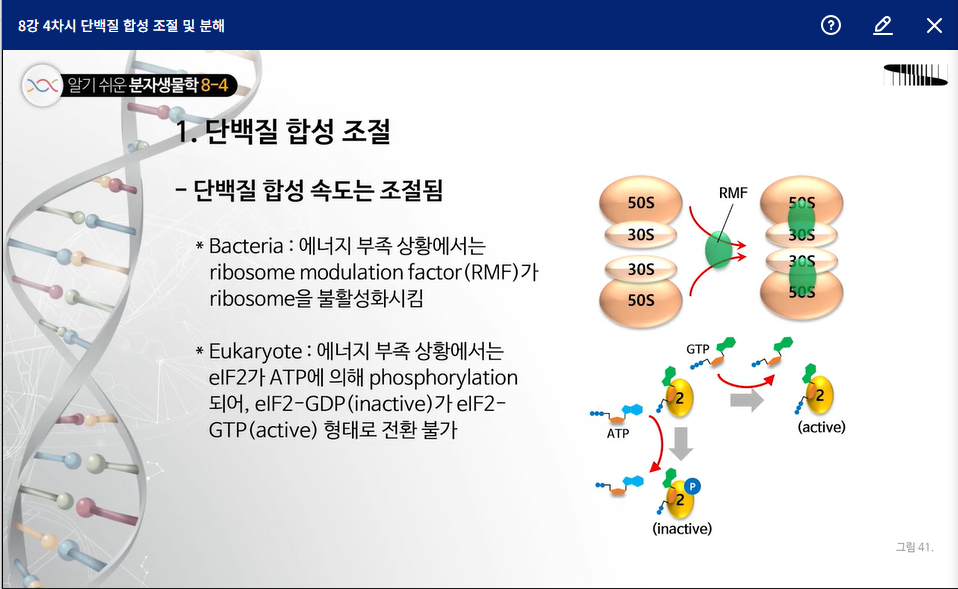 8강 4차시 단백질 합성 조절 및 분해
알기 쉬운 분자생물학 8-4
1. 단백질 합성 조절
- 단백질 합성 속도는 조절됨
* Bacteria : 에너지 부족 상황에서는
ribosome modulation factor(RMF)가
ribosome을 불활성화시킴
* Eukaryote : 에너지 부족 상황에서는
eIF2가 ATP에 의해 phosphorylation
되어, eIF2-GDP(inactive)가 eIF2-
GTP(active) 형태로 전환 불가
RMF
50S
30S
30S
50S
50S
30S
30S
50S
GTP
2
2
(active)
ATP
P
2
(inactive)
그림 41.